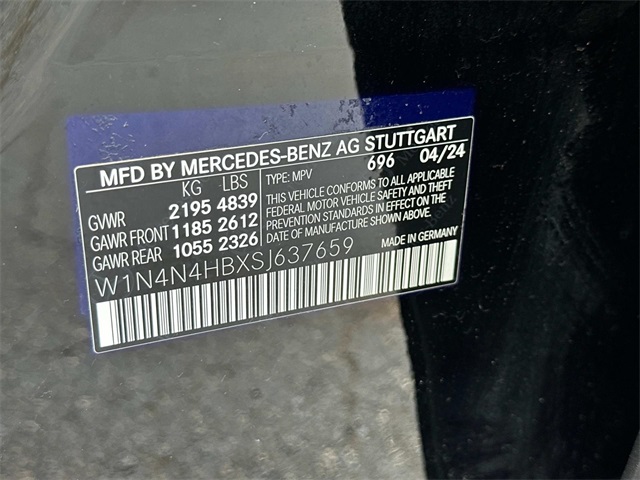 MFD BY MERCEDES-BENZ AG STUTTGART
KG LBS TYPE: MPV 696 04/24
GVWR 2195 4839
GAWR FRONT 1185 2612
GAWR REAR 1055 2326
THIS VEHICLE CONFORMS TO ALL APPLICABLE
FEDERAL MOTOR VEHICLE SAFETY AND THEFT
PREVENTION STANDARDS IN EFFECT ON THE
DATE OF MANUFACTURE SHOWN ABOVE.
W1N4N4HBXSJ637659
MADE IN GERMANY